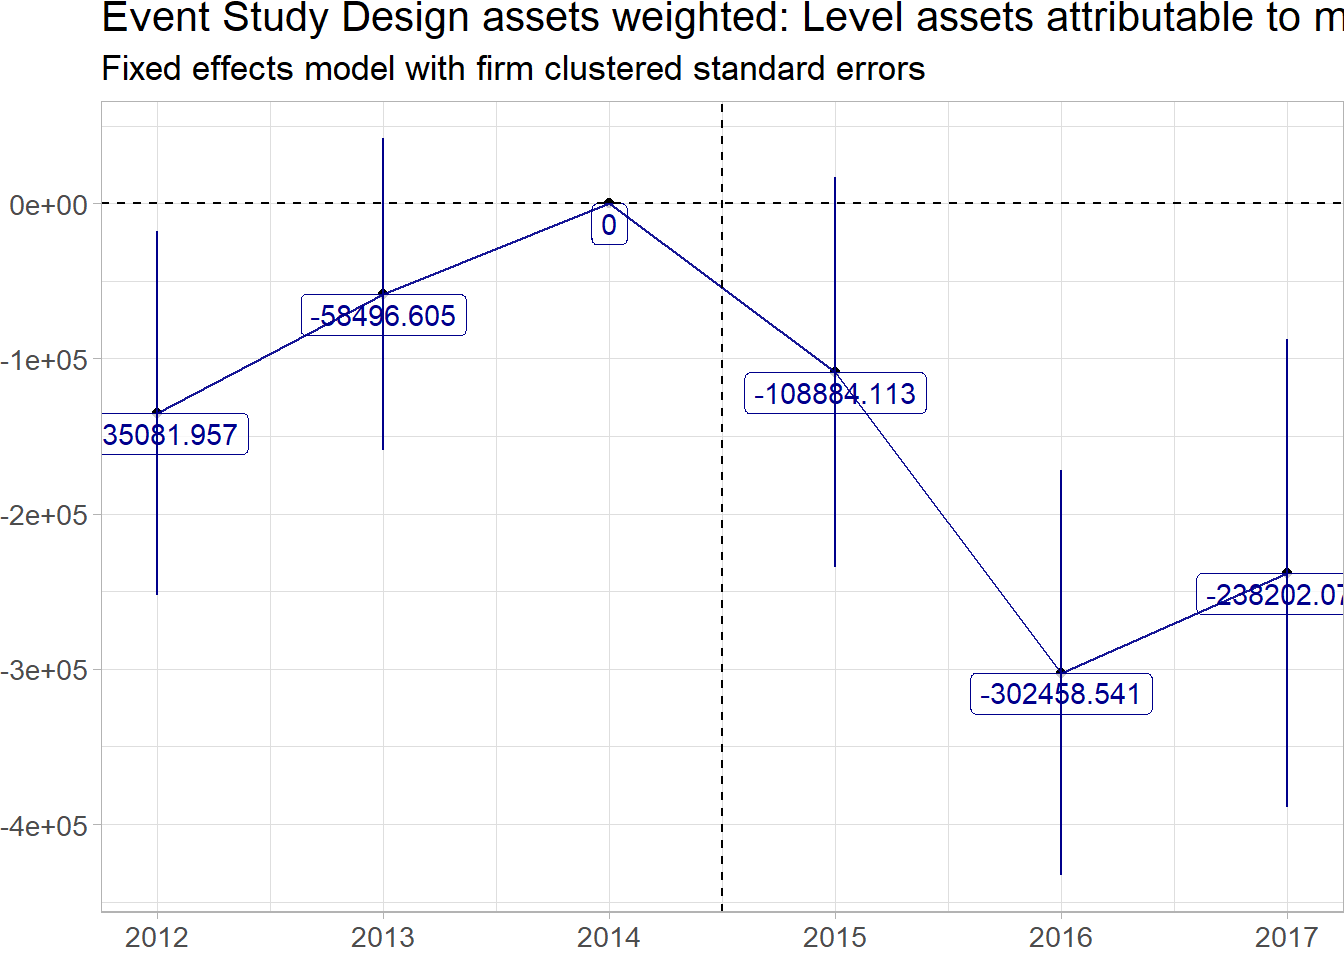 Event Study Design assets weighted: Level assets attributable to m
Fixed effects model with firm clustered standard errors
0e+00
-1e+05
-2e+05
-3e+05
-4e+05
35081.957
-58496.605
0
-108884.113
-302458.541
-238202.07
2012 2013 2014 2015 2016 2017